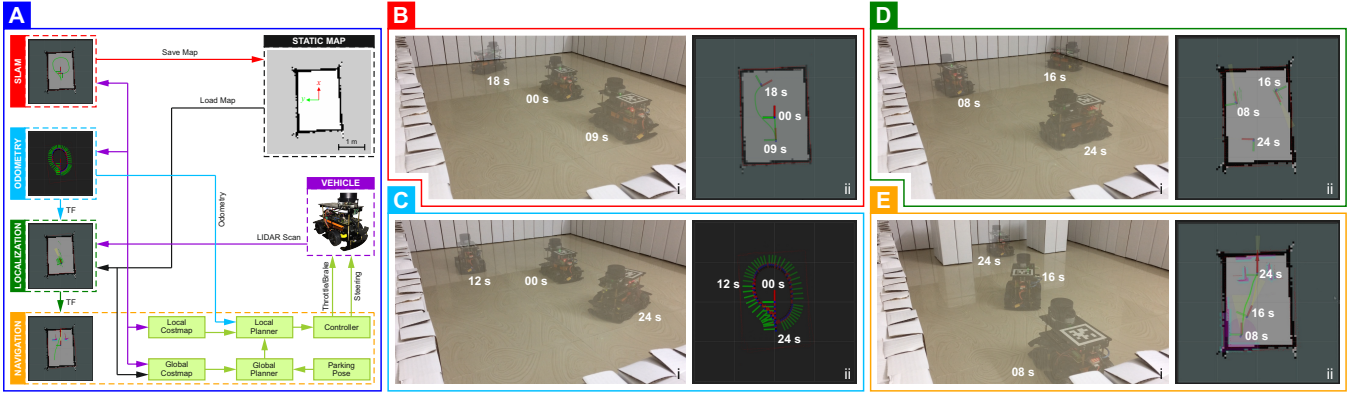 A
SLAM
Save Map
STATIC MAP
x
y
1 m
Load Map
ODOMETRY
TF
Odometry
VEHICLE
LOCALIZATION
LIDAR Scan
Throttle/Brake
Steering
TF
NAVIGATION
Local
Costmap
Local
Planner
Controller
Global
Costmap
Global
Planner
Parking
Pose
B
18 s
00 s
09 s
i
18 s
00 s
09 s
ii
C
12 s
00 s
24 s
i
12 s
00 s
24 s
ii
D
16 s
08 s
24 s
i
16 s
08 s
24 s
ii
E
24 s
16 s
08 s
i
24 s
16 s
08 s
ii